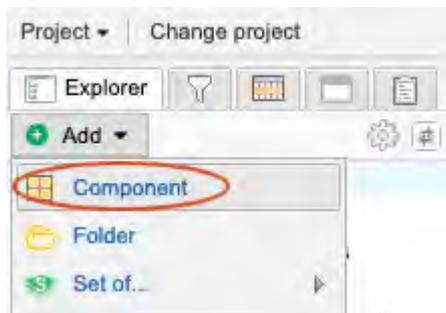 Project Change project
Explorer
Add
Component
Folder
Set of...